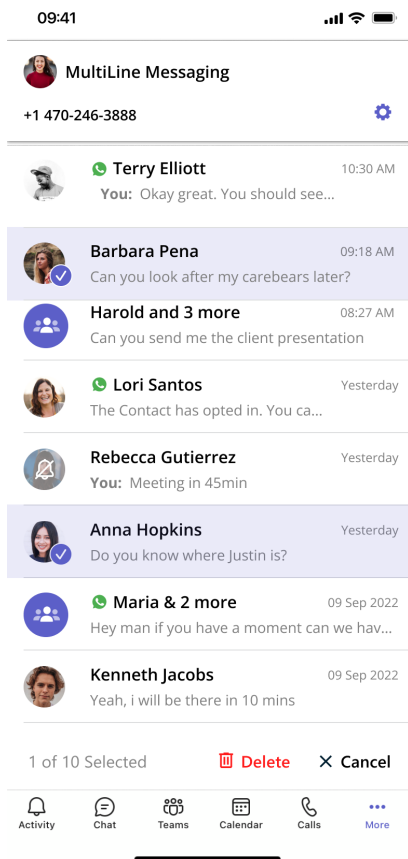 09:41
MultiLine Messaging
+1 470-246-3888
Terry Elliott 10:30 AM
You: Okay great. You should see...
Barbara Pena 09:18 AM
Can you look after my carebears later?
Harold and 3 more 08:27 AM
Can you send me the client presentation
Lori Santos Yesterday
The Contact has opted in. You ca...
Rebecca Gutierrez Yesterday
You: Meeting in 45min
Anna Hopkins Yesterday
Do you know where Justin is?
Maria & 2 more 09 Sep 2022
Hey man if you have a moment can we hav...
Kenneth Jacobs 09 Sep 2022
Yeah, i will be there in 10 mins
1 of 10 Selected Delete Cancel
Activity Chat Teams Calendar Calls More